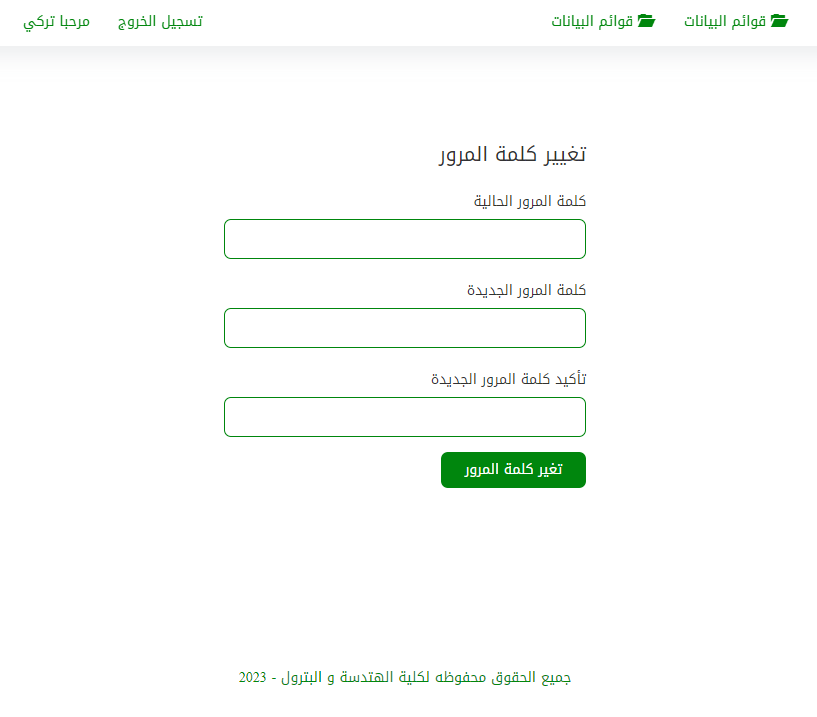 قوائم البيانات قوائم البيانات تسجيل الخروج مرحبا تركي
تغيير كلمة المرور
كلمة المرور الحالية
كلمة المرور الجديدة
تأكيد كلمة المرور الجديدة
تغير كلمة المرور
جميع الحقوق محفوظه لكلية الهتدسة و البترول - 2023